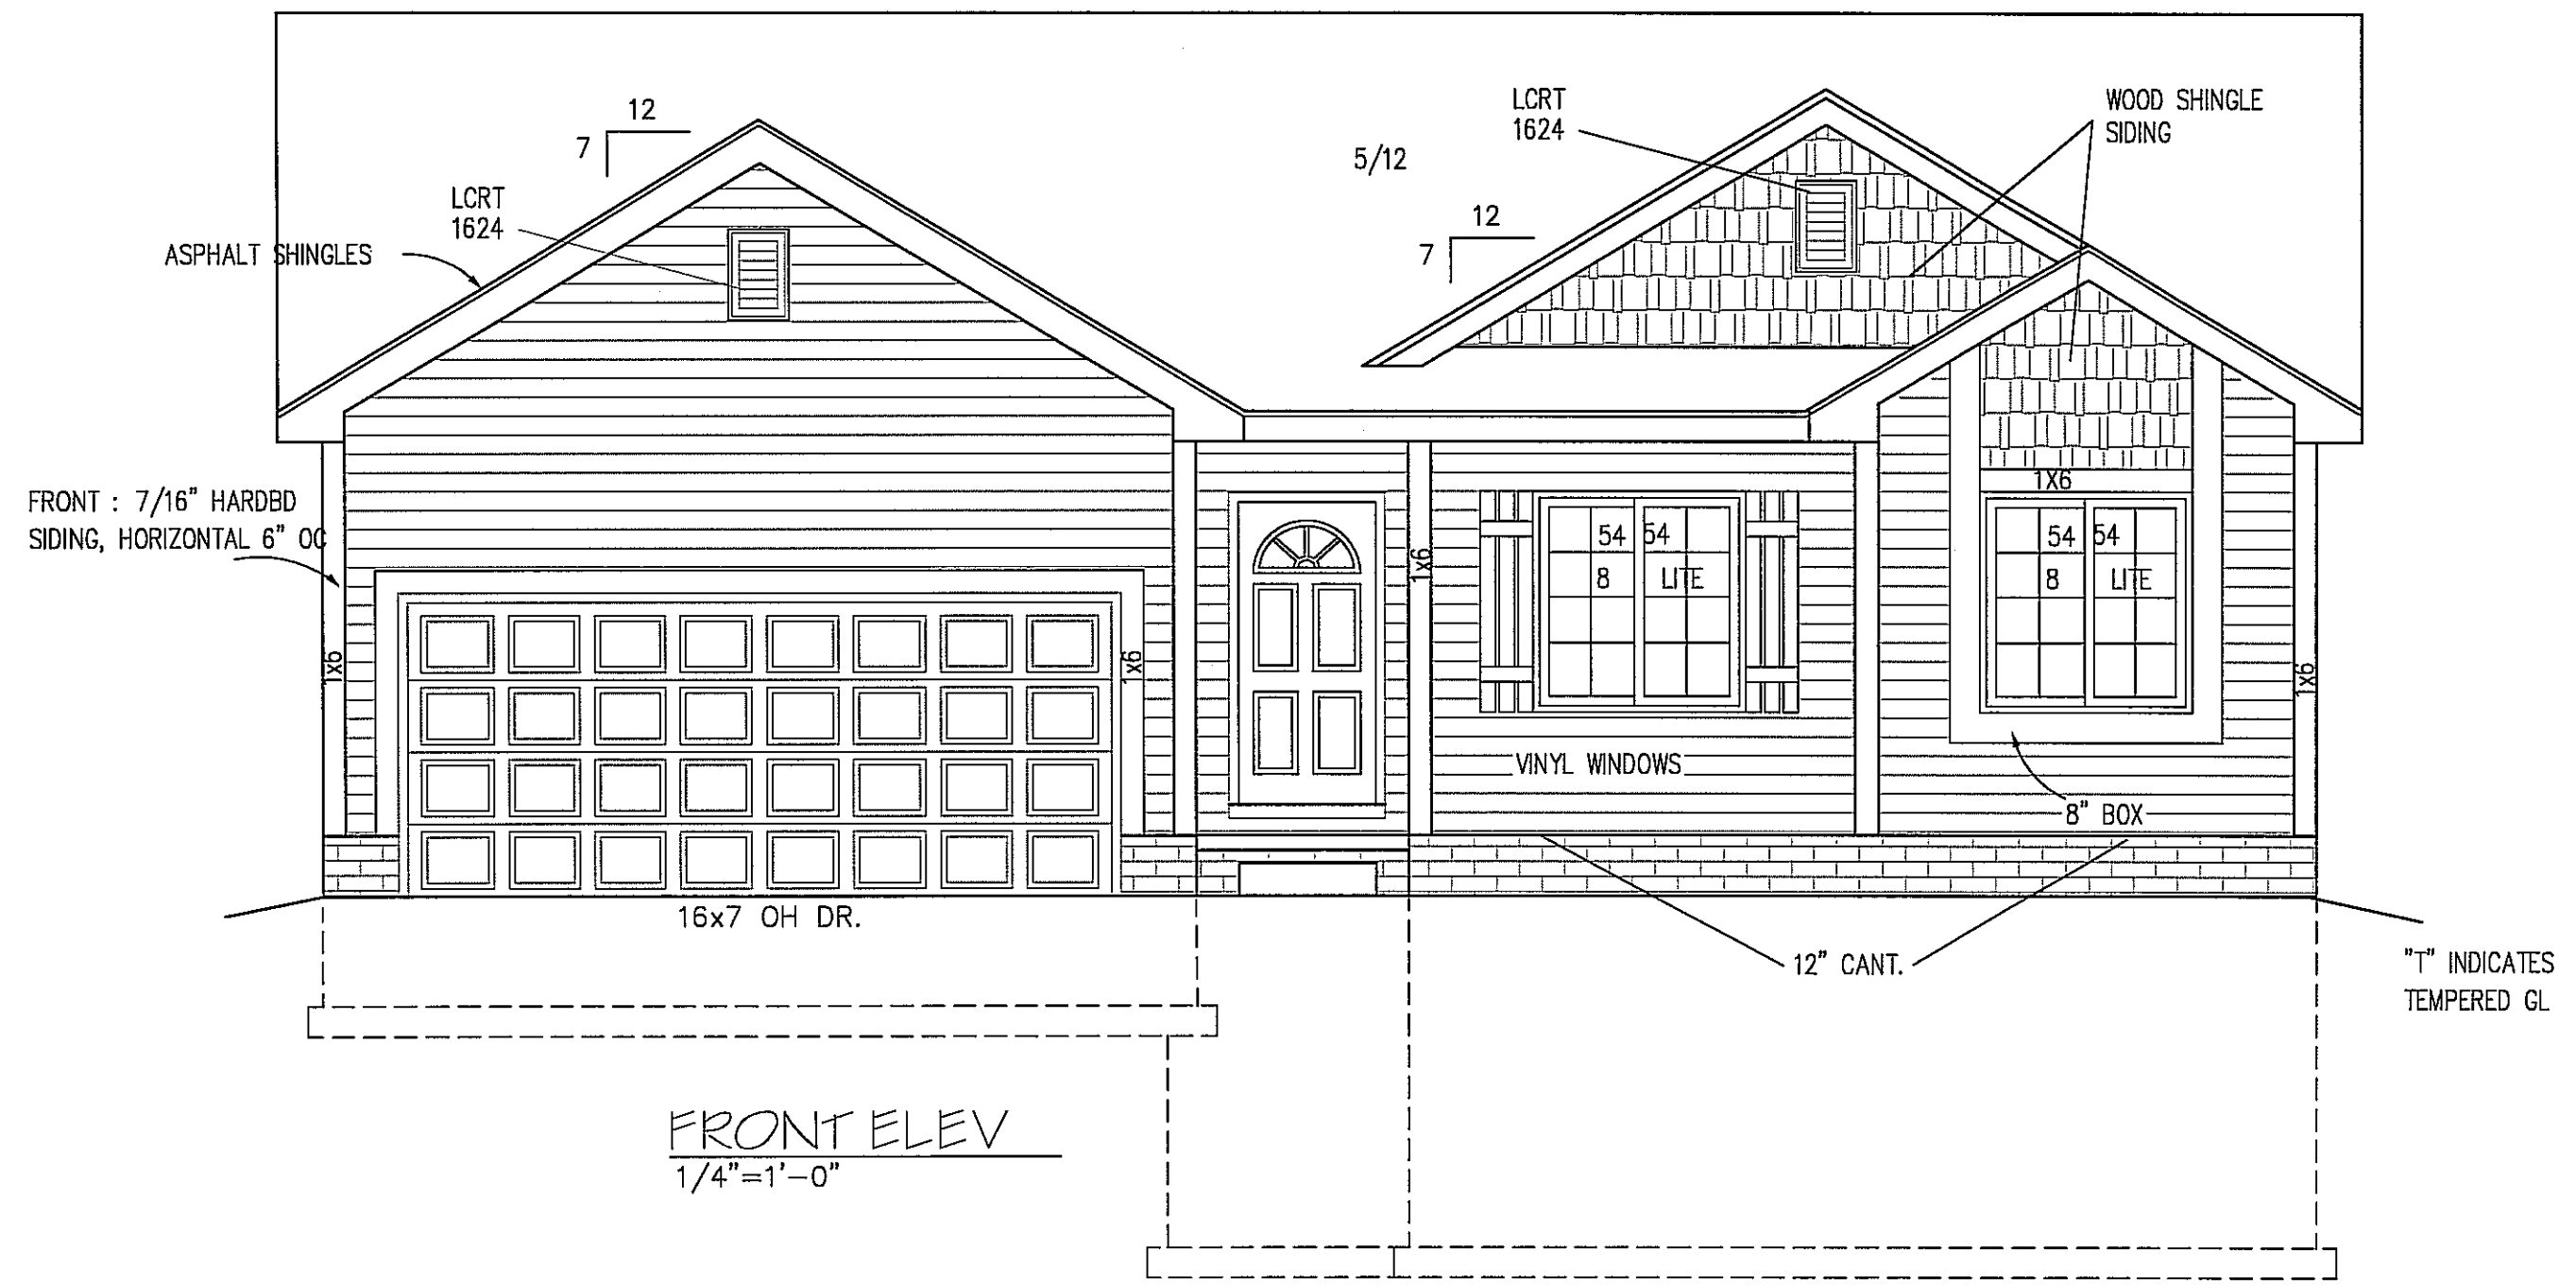 12
7
LCRT
1624
ASPHALT SHINGLES
5/12
LCRT
1624
12
7
WOOD SHINGLE
SIDING
FRONT : 7/16" HARDBD
SIDING, HORIZONTAL 6" OC
1x6
1x6
1x6
54 54
8 LITE
1X6
54 54
8 LITE
1x6
VINYL WINDOWS
8" BOX
16x7 OH DR.
12" CANT.
"T" INDICATES
TEMPERED GL
FRONT ELEV
1/4"=1'-0"